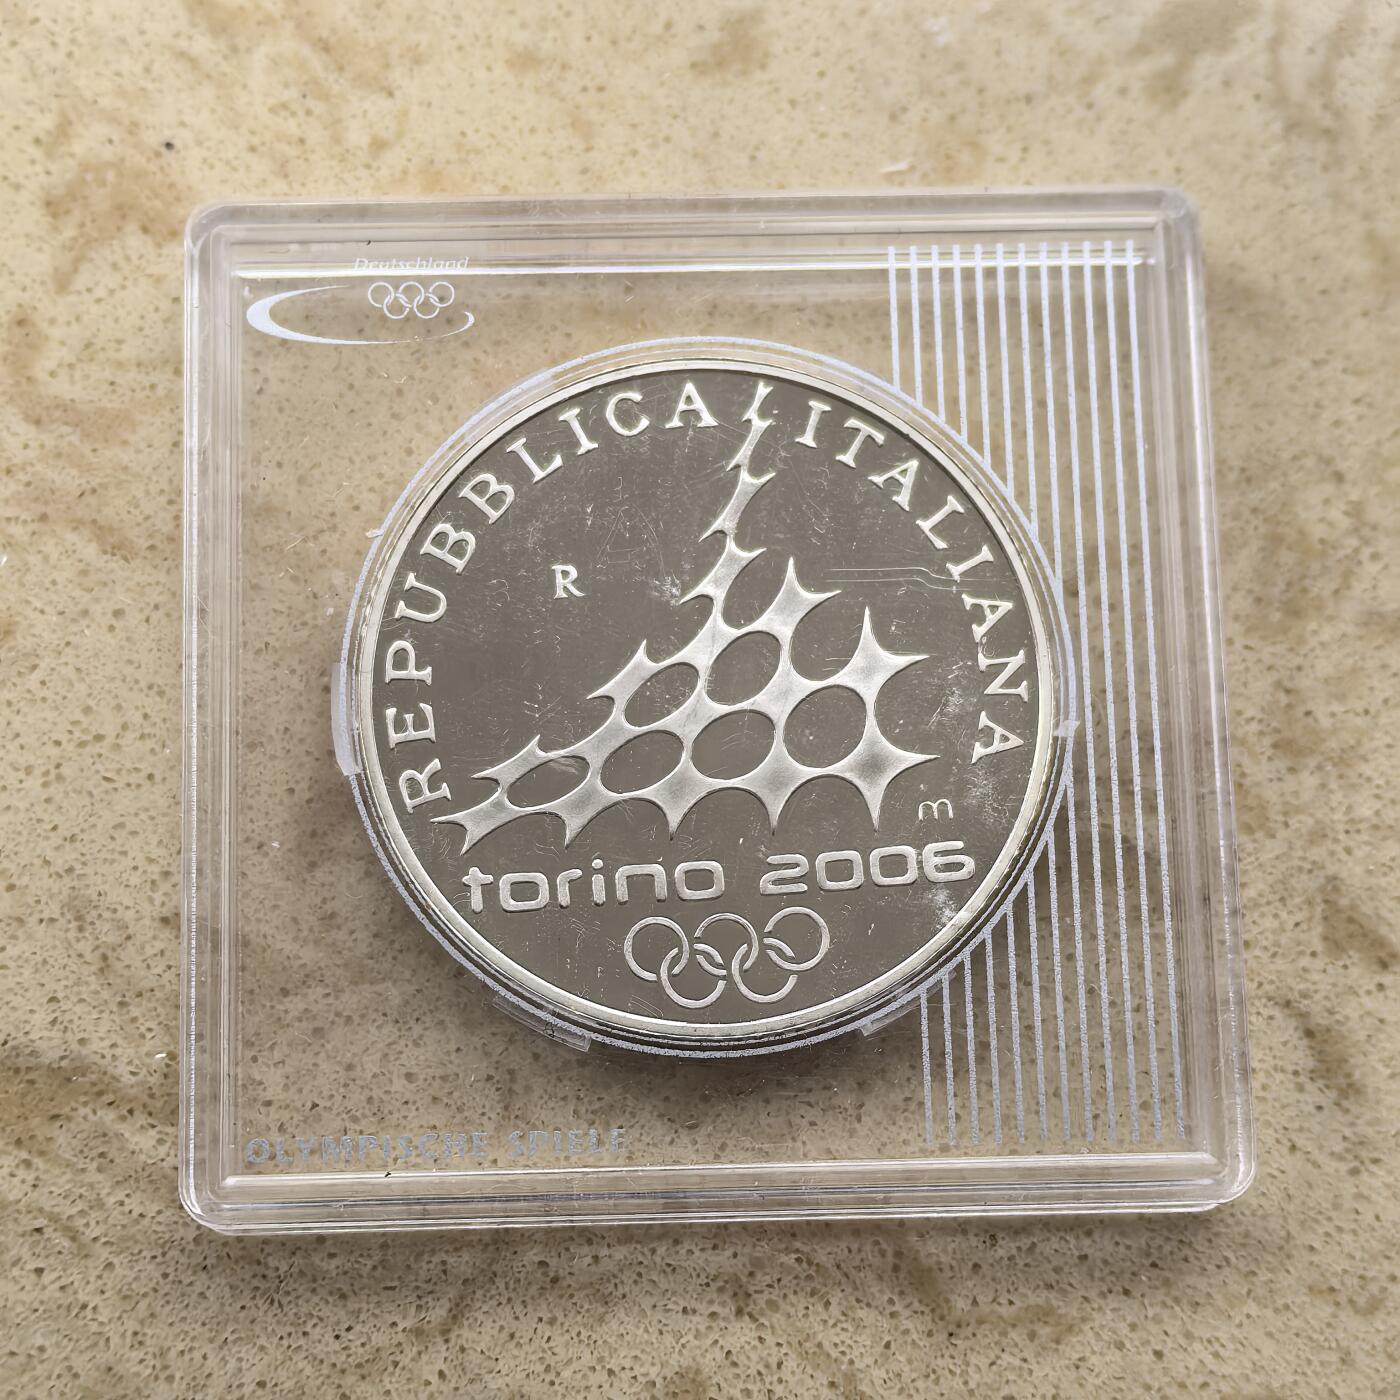 Deutschland
REPUBBLICA ITALIANA
R
m
torino 2006
OLYMPISCHE SPIELE